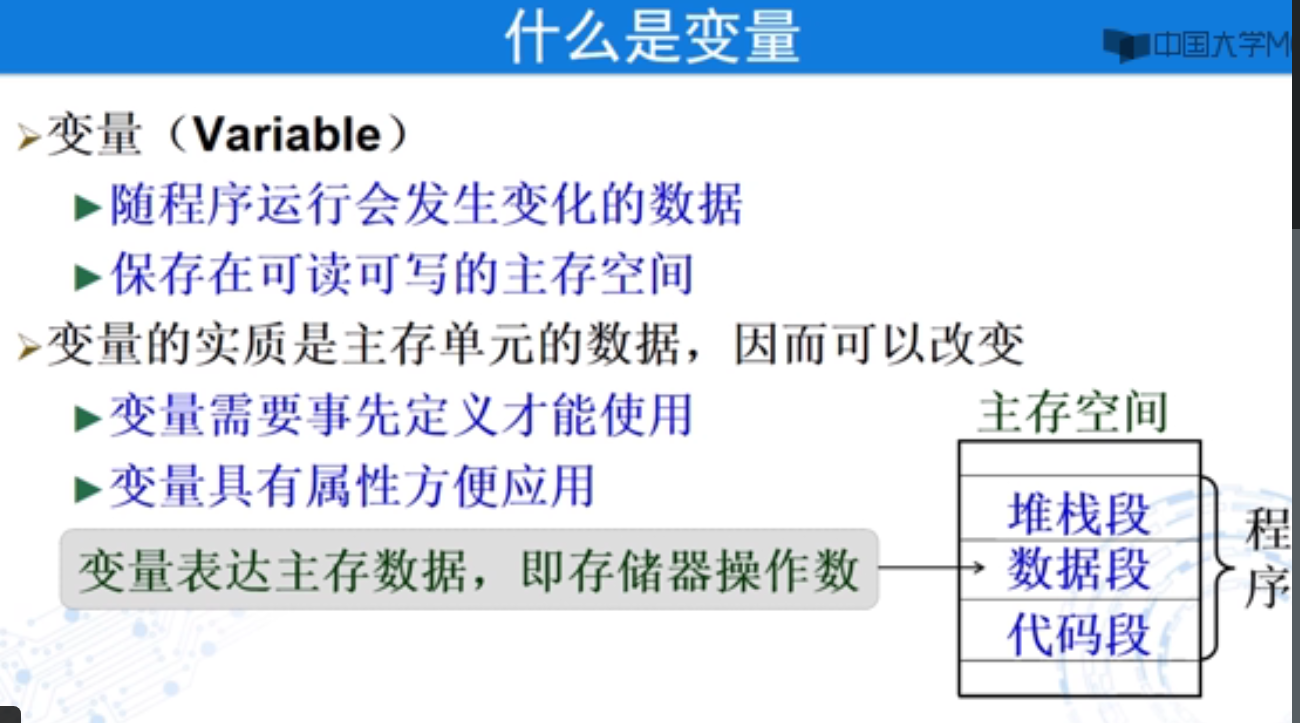 什么是变量
中国大学M
变量（Variable）
随程序运行会发生变化的数据
保存在可读可写的主存空间
变量的实质是主存单元的数据，因而可以改变
变量需要事先定义才能使用
变量具有属性方便应用
变量表达主存数据，即存储器操作数
主存空间
堆栈段
数据段
代码段
程序